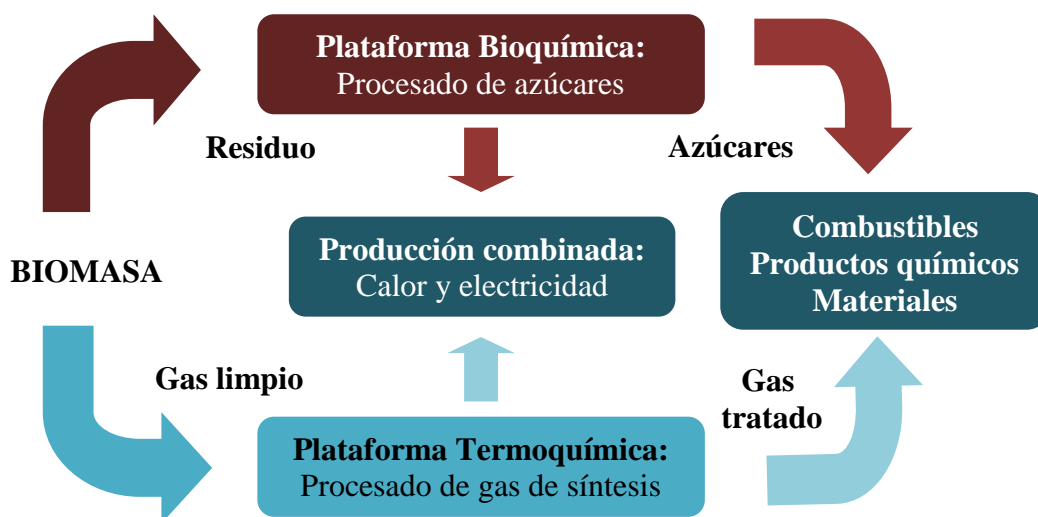 Plataforma Bioquímica:
Procesado de azúcares
Residuo
Azúcares
BIOMASA
Producción combinada:
Calor y electricidad
Combustibles
Productos químicos
Materiales
Gas limpio
Gas
tratado
Plataforma Termoquímica:
Procesado de gas de síntesis